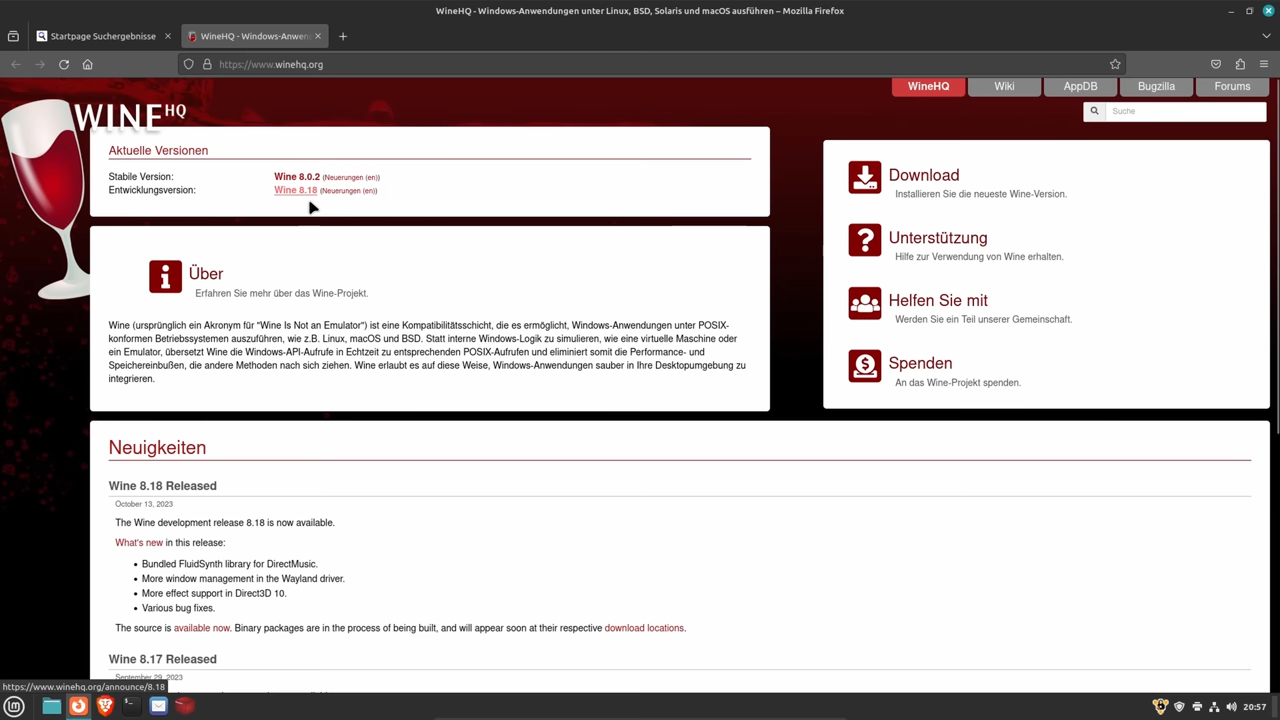 WineHQ - Windows-Anwendungen unter Linux, BSD, Solaris und macOS ausführen – Mozilla Firefox
Startpage Suchergebnisse
WineHQ - Windows-Anwen
https://www.winehq.org
WineHQ
Wiki
AppDB
Bugzilla
Forums
WINE HQ
Suche
Aktuelle Versionen
Stabile Version: Wine 8.0.2 (Neuerungen (en))
Entwicklungsversion: Wine 8.18 (Neuerungen (en))
Über
Erfahren Sie mehr über das Wine-Projekt.
Wine (ursprünglich ein Akronym für "Wine Is Not an Emulator") ist eine Kompatibilitätsschicht, die es ermöglicht, Windows-Anwendungen unter POSIX-
konformen Betriebssystemen auszuführen, wie z.B. Linux, macOS und BSD. Statt interne Windows-Logik zu simulieren, wie eine virtuelle Maschine oder
ein Emulator, übersetzt Wine die Windows-API-Aufrufe in Echtzeit zu entsprechenden POSIX-Aufrufen und eliminiert somit die Performance- und
Speichereinbußen, die andere Methoden nach sich ziehen. Wine erlaubt es auf diese Weise, Windows-Anwendungen sauber in Ihre Desktopumgebung zu
integrieren.
Download
Installieren Sie die neueste Wine-Version.
Unterstützung
Hilfe zur Verwendung von Wine erhalten.
Helfen Sie mit
Werden Sie ein Teil unserer Gemeinschaft.
Spenden
An das Wine-Projekt spenden.
Neuigkeiten
Wine 8.18 Released
October 13, 2023
The Wine development release 8.18 is now available.
What's new in this release:
• Bundled FluidSynth library for DirectMusic.
• More window management in the Wayland driver.
• More effect support in Direct3D 10.
• Various bug fixes.
The source is available now. Binary packages are in the process of being built, and will appear soon at their respective download locations.
Wine 8.17 Released
September 29, 2023
https://www.winehq.org/announce/8.18
20:57